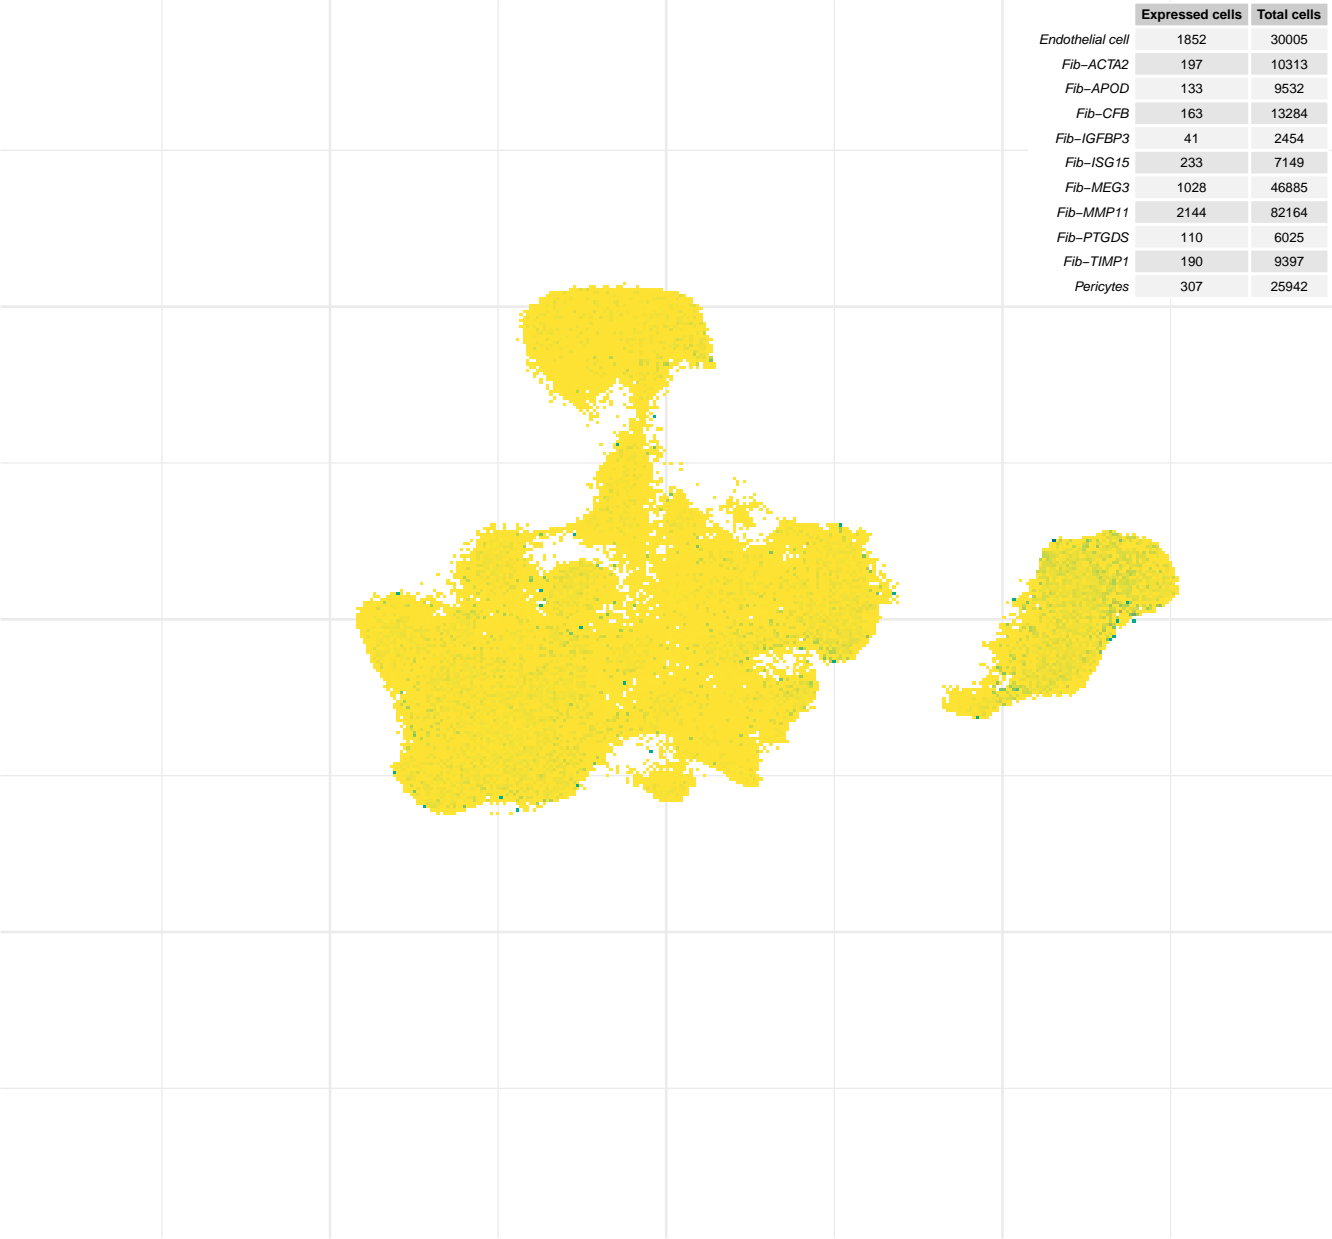 Expressed cells Total cells
Endothelial cell 1852 30005
Fib−ACTA2 197 10313
Fib−APOD 133 9532
Fib−CFB 163 13284
Fib−IGFBP3 41 2454
Fib−ISG15 233 7149
Fib−MEG3 1028 46885
Fib−MMP11 2144 82164
Fib−PTGDS 110 6025
Fib−TIMP1 190 9397
Pericytes 307 25942